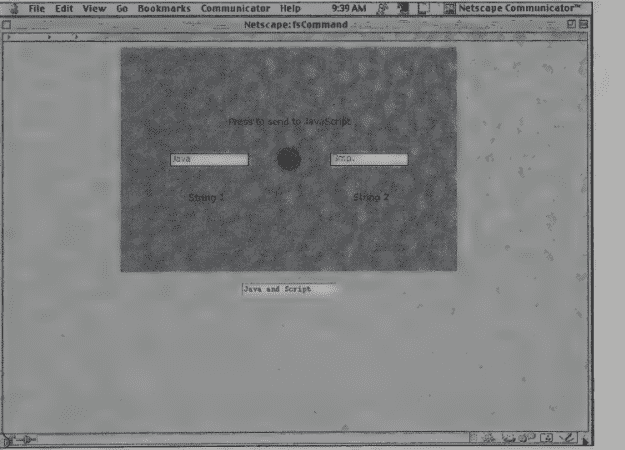 File Edit View Go Bookmarks Communicator Help 9:39 AM Netscape Communicator™
Netscape: fsCommand
Press to send to JavaScript
Java
String 1 String 2
Java and Script